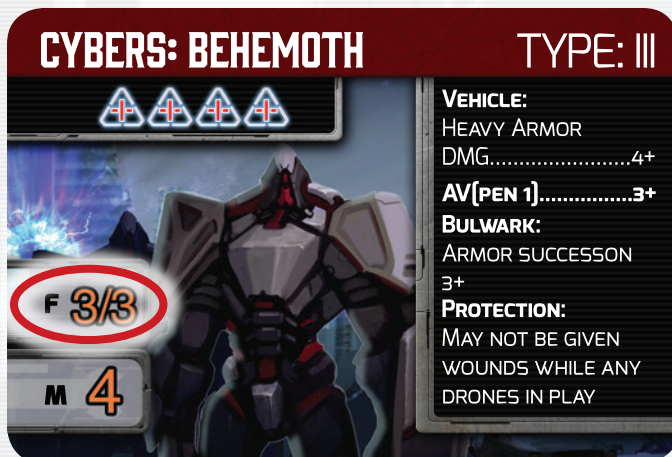 CYBERS: BEHEMOTH TYPE: III
VEHICLE:
HEAVY ARMOR
DMG........................4+
AV(PEN 1)................3+
BULWARK:
ARMOR SUCCESSON
3+
PROTECTION:
MAY NOT BE GIVEN
WOUNDS WHILE ANY
DRONES IN PLAY
F 3/3
M 4